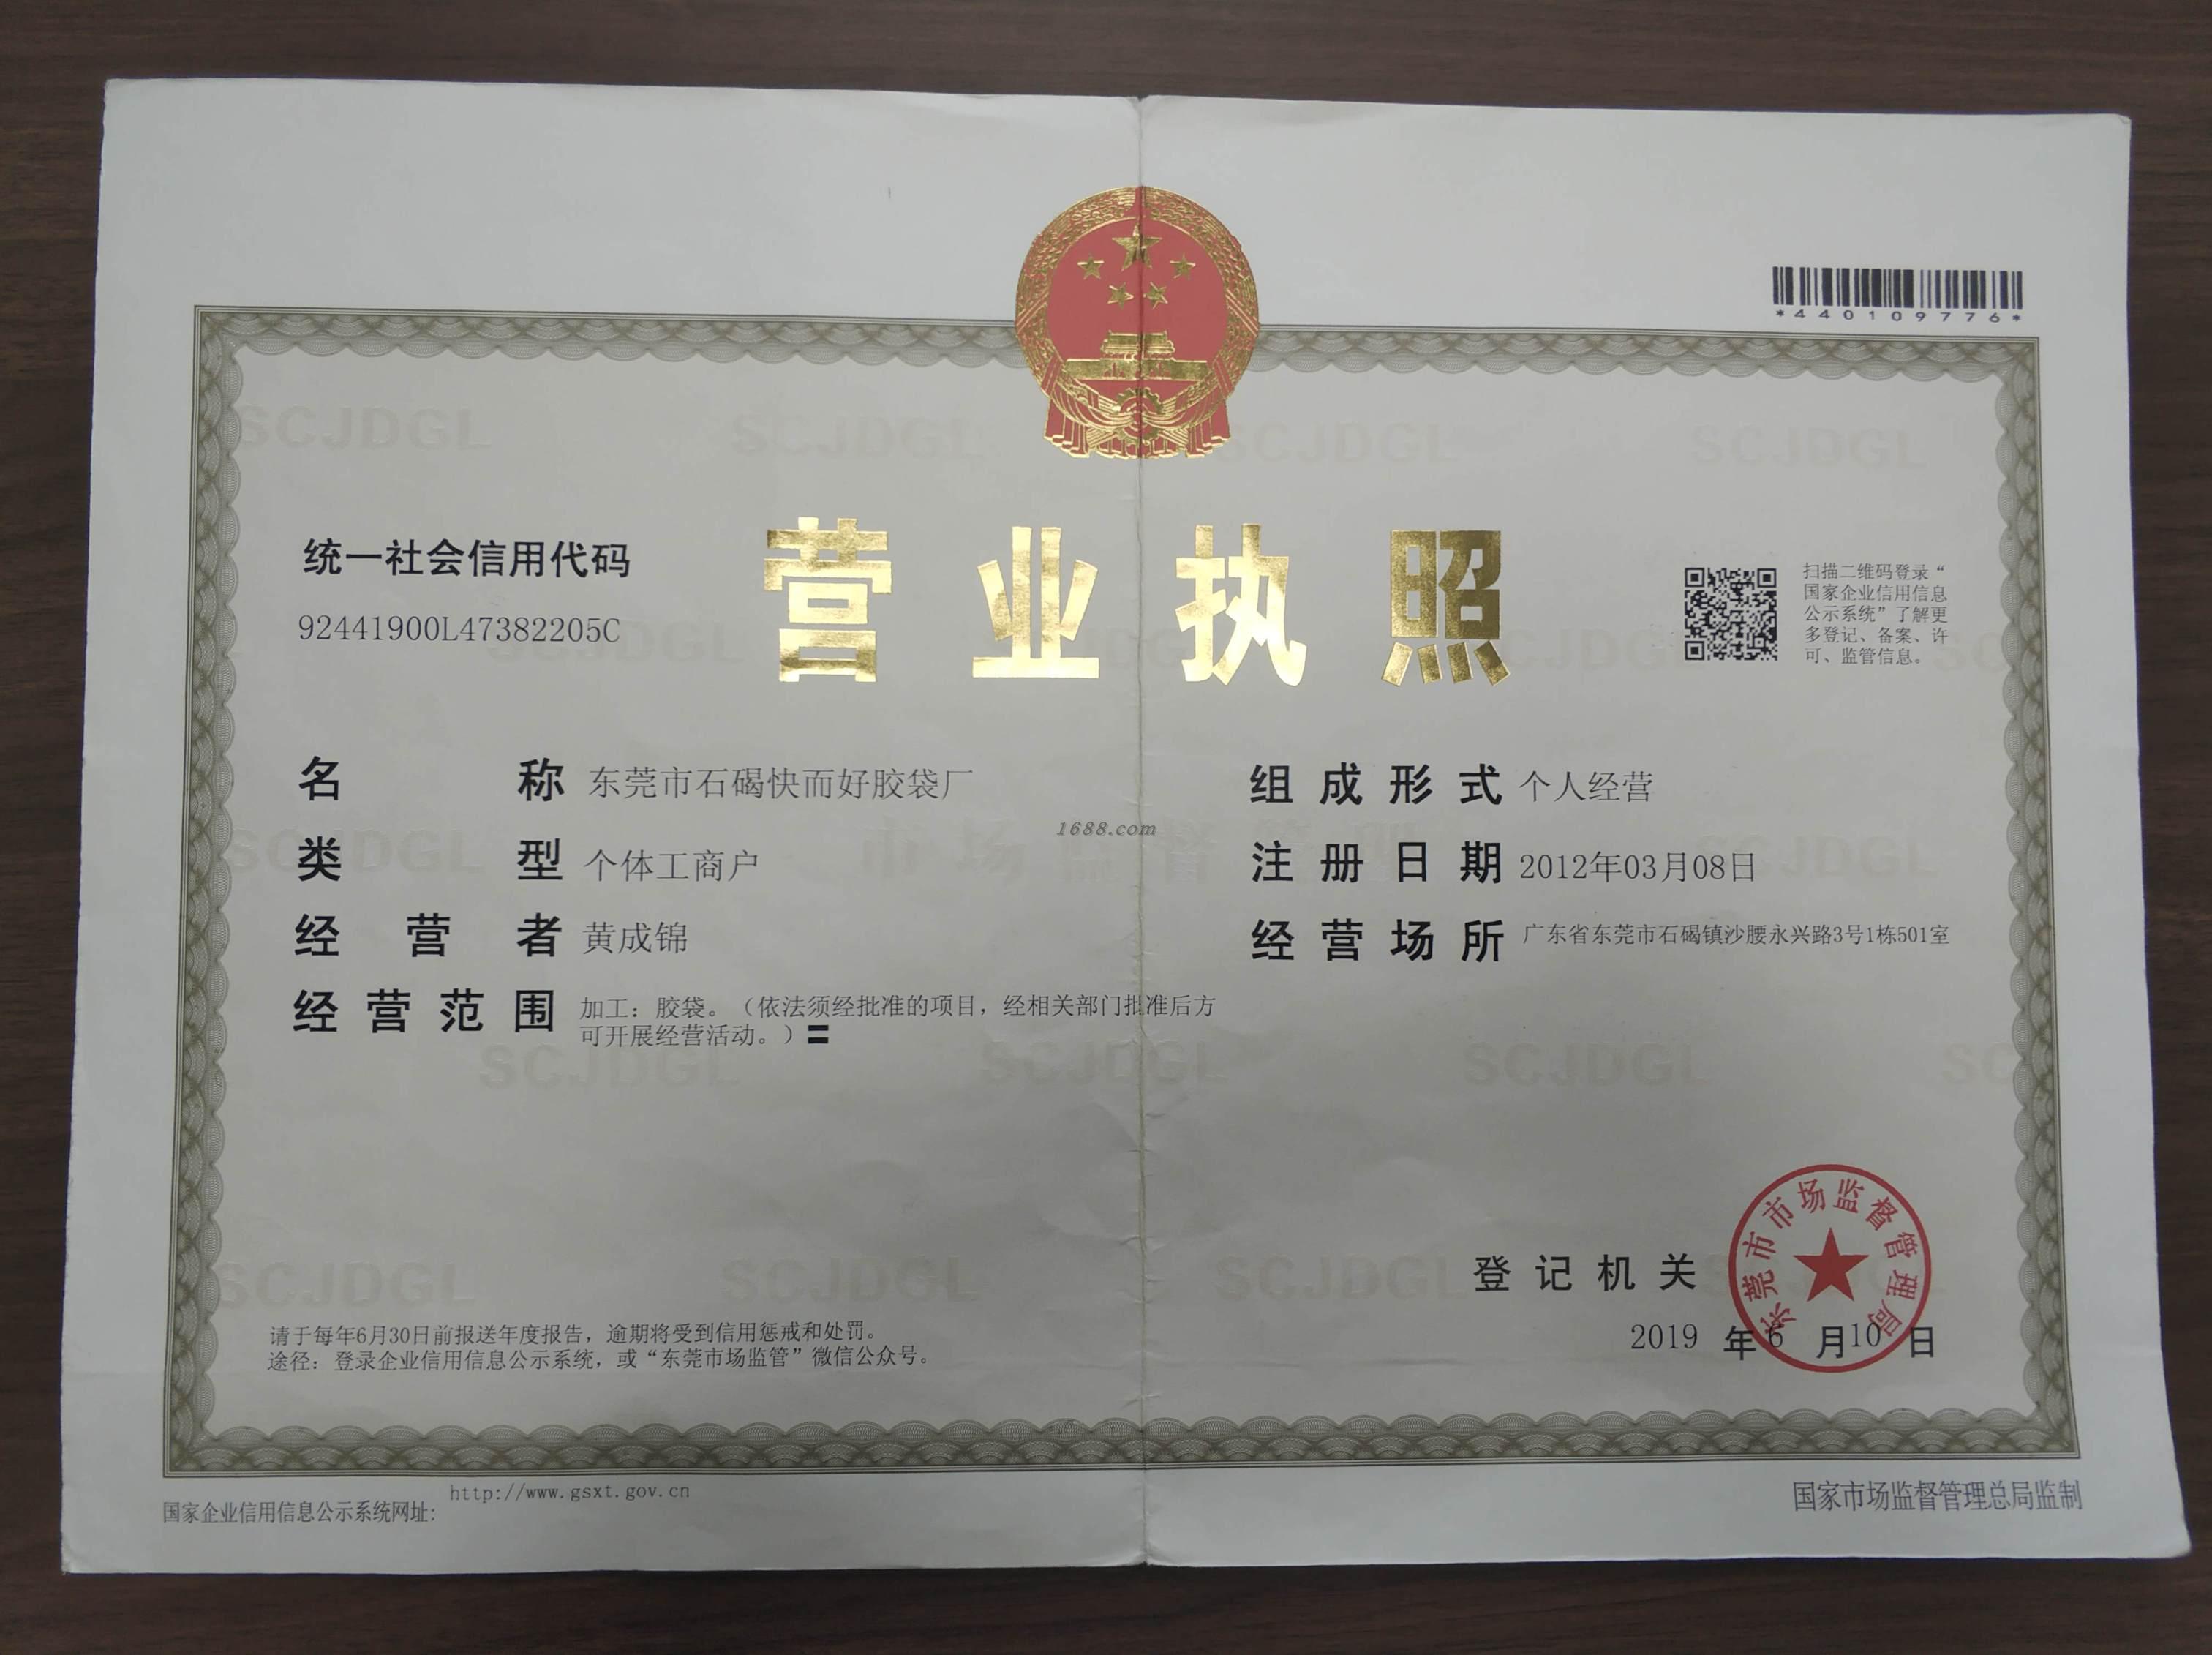 *440109776*
统一社会信用代码
92441900L47382205C
营业执照
扫描二维码登录“
国家企业信用信息
公示系统”了解更
多登记、备案、许
可、监管信息。
名称 东莞市石碣快而好胶袋厂
类型 个体工商户
经营者 黄成锦
经营范围 加工：胶袋。（依法须经批准的项目，经相关部门批准后方
可开展经营活动。）〓
组成形式 个人经营
注册日期 2012年03月08日
经营场所 广东省东莞市石碣镇沙腰永兴路3号1栋501室
1688.com
市场监督管理
SCJDGL
登记机关
东莞市市场监督管理局
2019 年 6 月 10 日
请于每年6月30日前报送年度报告，逾期将受到信用惩戒和处罚。
途径：登录企业信用信息公示系统，或“东莞市场监管”微信公众号。
国家企业信用信息公示系统网址: http://www.gsxt.gov.cn
国家市场监督管理总局监制